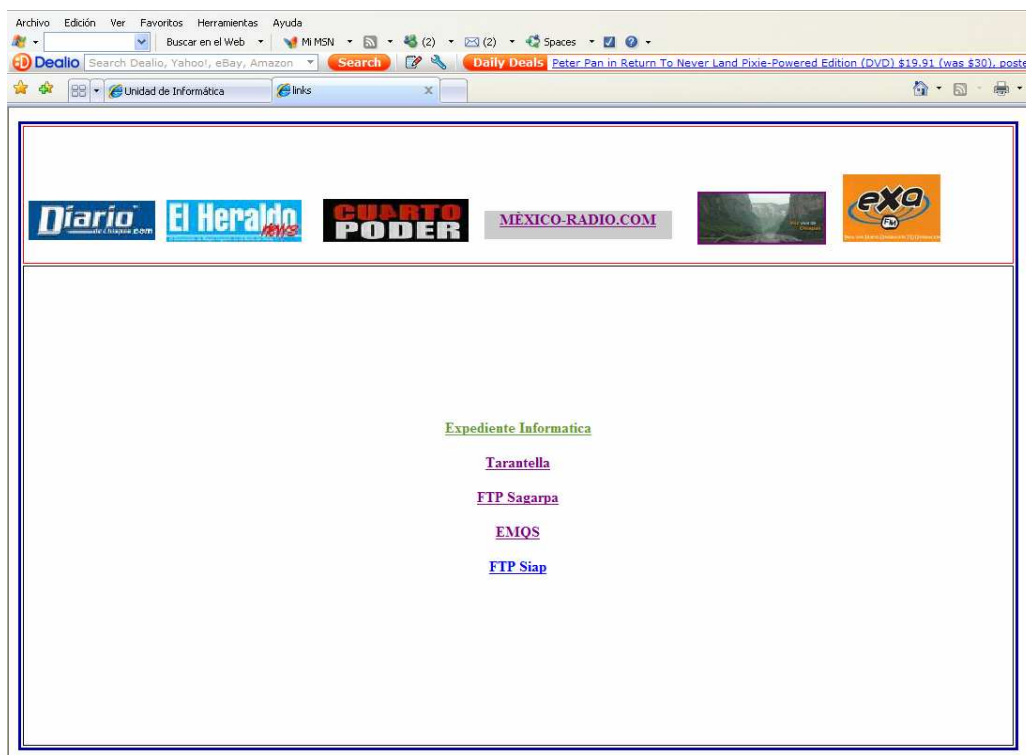 Archivo Edición Ver Favoritos Herramientas Ayuda
Buscar en el Web Mi MSN (2) (2) Spaces
Dealio Search Dealio, Yahoo!, eBay, Amazon Search Daily Deals Peter Pan in Return To Never Land Pixie-Powered Edition (DVD) $19.91 (was $30), poste
Unidad de Informática links
Diario de Chiapas.com El Heraldo news CUARTO PODER MÉXICO-RADIO.COM exa FM
Expediente Informatica
Tarantella
FTP Sagarpa
EMQS
FTP Siap